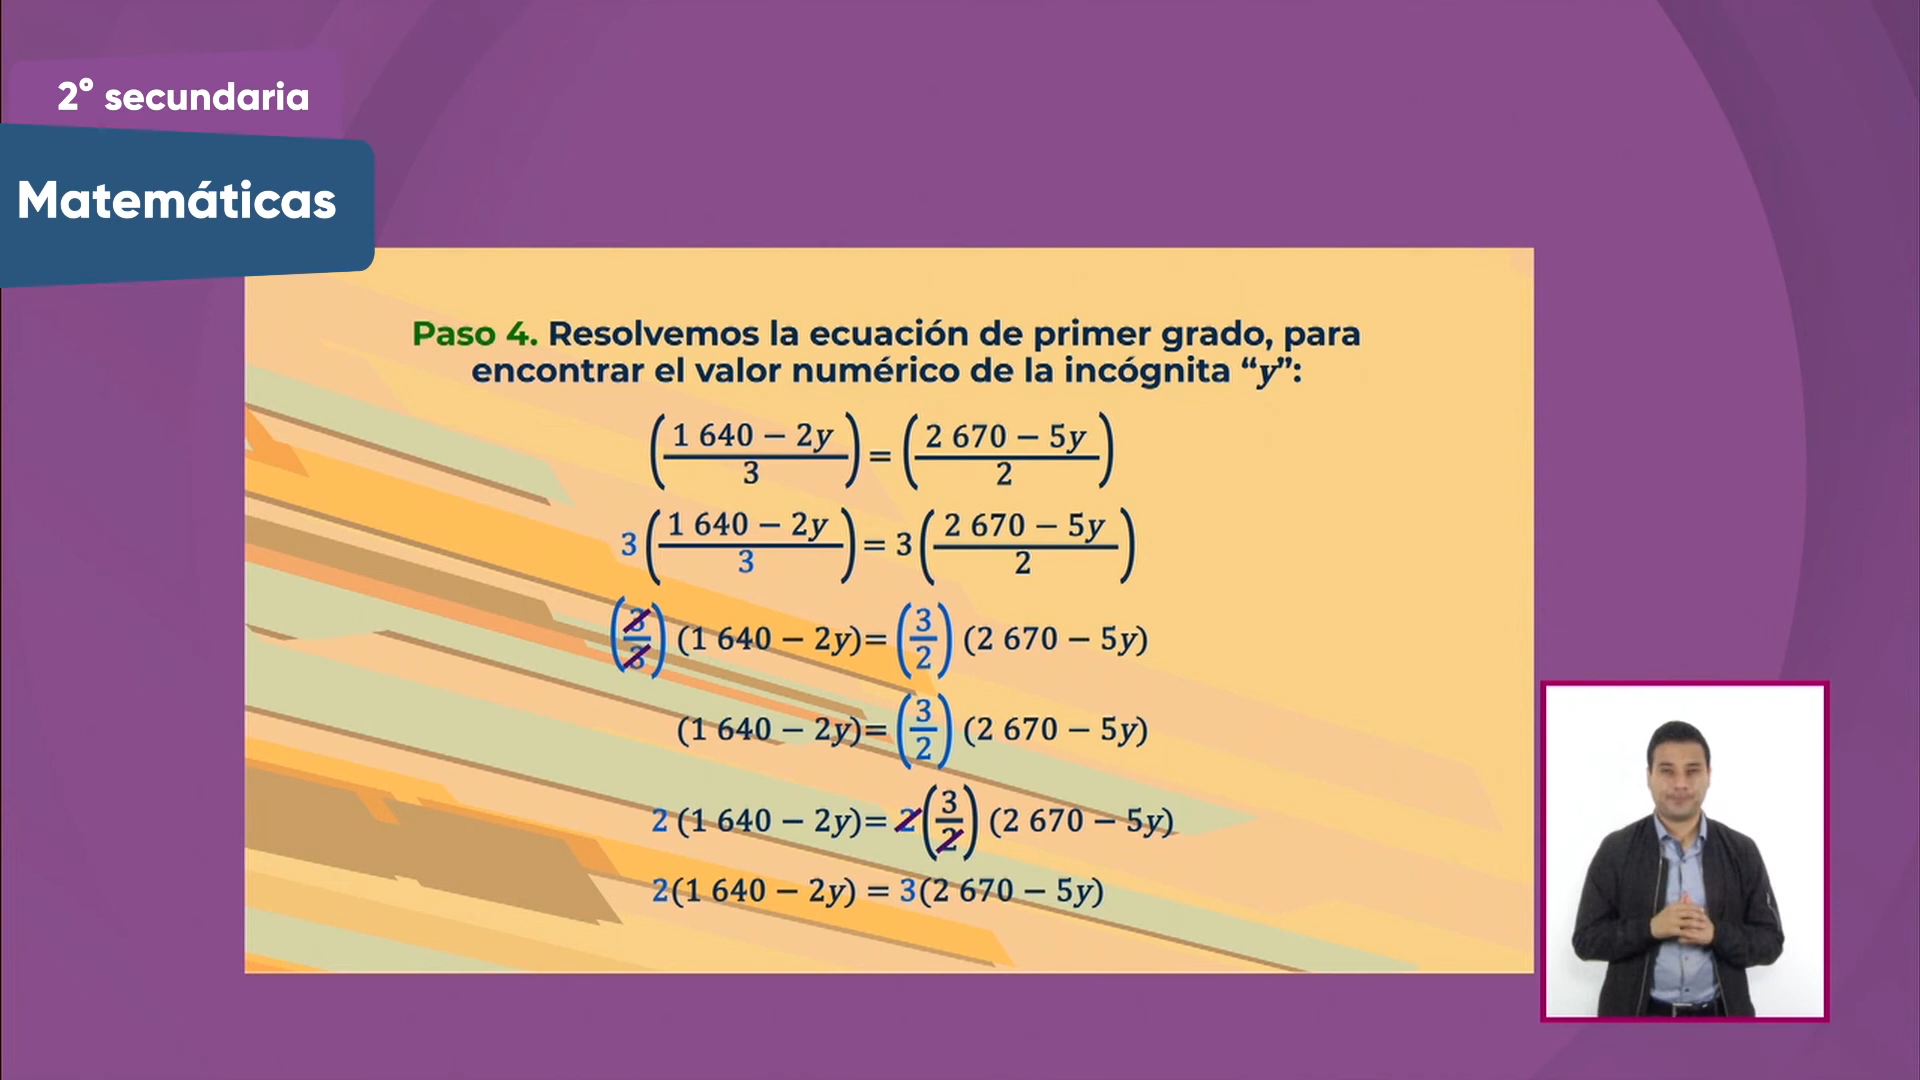 2° secundaria
Matemáticas
Paso 4. Resolvemos la ecuación de primer grado, para
encontrar el valor numérico de la incógnita “y”:
(1 640 − 2y / 3) = (2 670 − 5y / 2)
3 (1 640 − 2y / 3) = 3 (2 670 − 5y / 2)
(3/3) (1 640 − 2y)= (3/2) (2 670 − 5y)
(1 640 − 2y)= (3/2) (2 670 − 5y)
2 (1 640 − 2y)= 2 (3/2) (2 670 − 5y)
2(1 640 − 2y) = 3(2 670 − 5y)